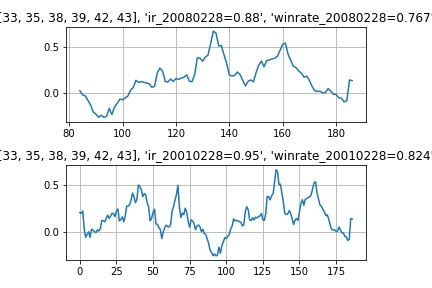 [33, 35, 38, 39, 42, 43], 'ir_20080228=0.88', 'winrate_20080228=0.767'
0.5
0.0
80 100 120 140 160 180
[33, 35, 38, 39, 42, 43], 'ir_20010228=0.95', 'winrate_20010228=0.824'
0.5
0.0
0 25 50 75 100 125 150 175